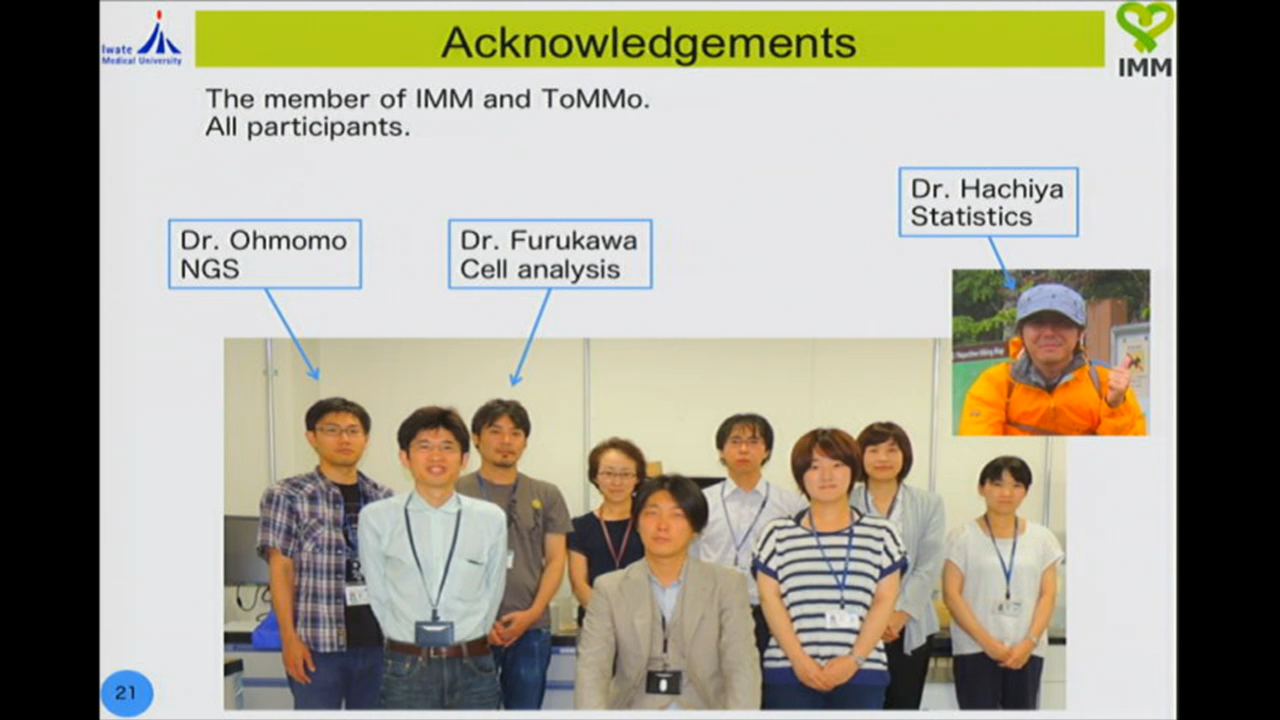 Iwate
Medical University
Acknowledgements
IMM
The member of IMM and ToMMo.
All participants.
Dr. Hachiya
Statistics
Dr. Ohmomo
NGS
Dr. Furukawa
Cell analysis
21